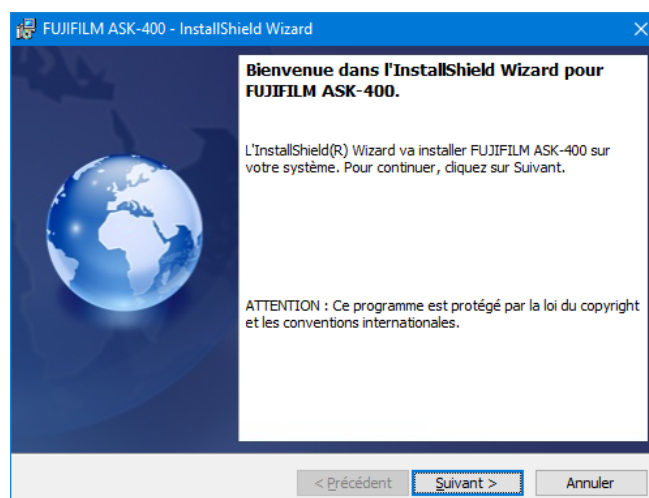 FUJIFILM ASK-400 - InstallShield Wizard
Bienvenue dans l'InstallShield Wizard pour
FUJIFILM ASK-400.
L'InstallShield(R) Wizard va installer FUJIFILM ASK-400 sur
votre système. Pour continuer, cliquez sur Suivant.
ATTENTION : Ce programme est protégé par la loi du copyright
et les conventions internationales.
< Précédent Suivant > Annuler